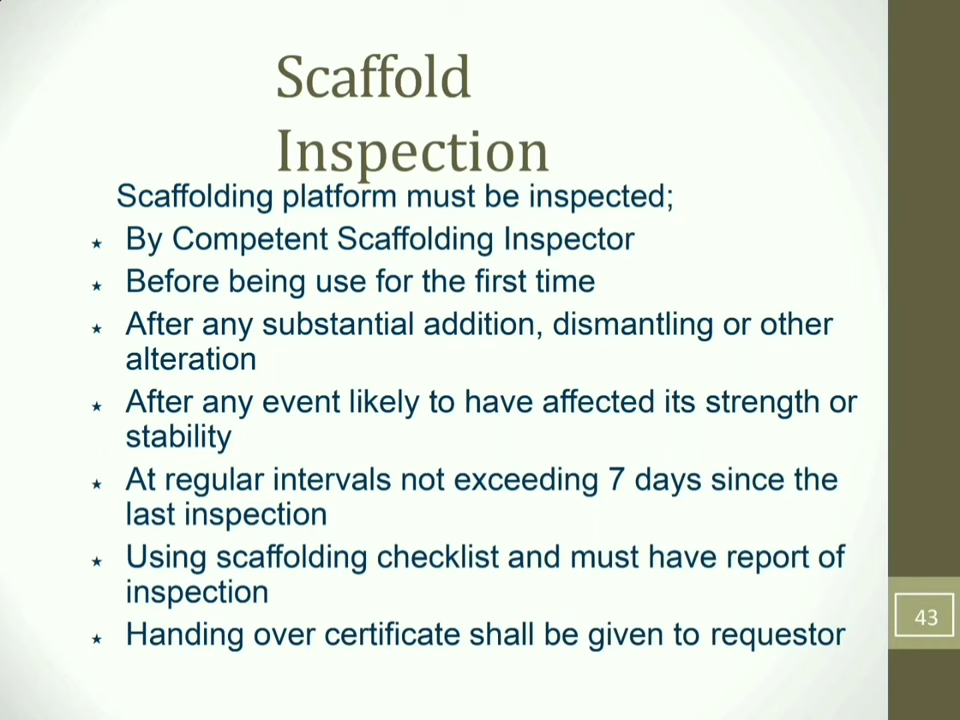 Scaffold
Inspection
Scaffolding platform must be inspected;
By Competent Scaffolding Inspector
Before being use for the first time
After any substantial addition, dismantling or other
alteration
After any event likely to have affected its strength or
stability
At regular intervals not exceeding 7 days since the
last inspection
Using scaffolding checklist and must have report of
inspection
Handing over certificate shall be given to requestor
43